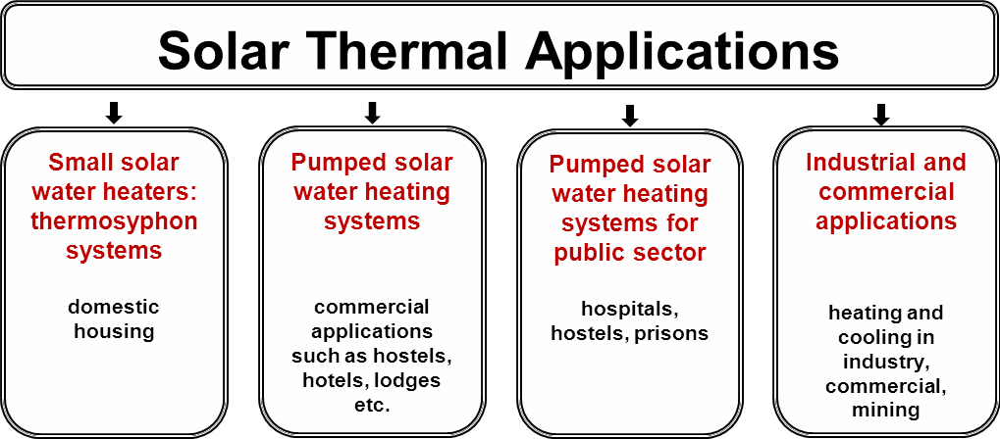 Solar Thermal Applications
Small solar
water heaters:
thermosyphon
systems
domestic
housing
Pumped solar
water heating
systems
commercial
applications
such as hostels,
hotels, lodges
etc.
Pumped solar
water heating
systems for
public sector
hospitals,
hostels, prisons
Industrial and
commercial
applications
heating and
cooling in
industry,
commercial,
mining